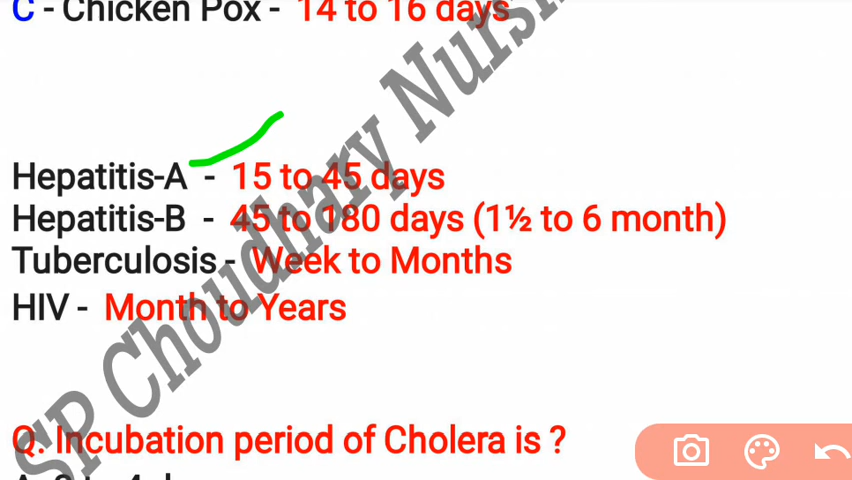 C - Chicken Pox - 14 to 16 days
Hepatitis-A - 15 to 45 days
Hepatitis-B - 45 to 180 days (1½ to 6 month)
Tuberculosis - Week to Months
HIV - Month to Years
Q. Incubation period of Cholera is ?
SP Choudhary